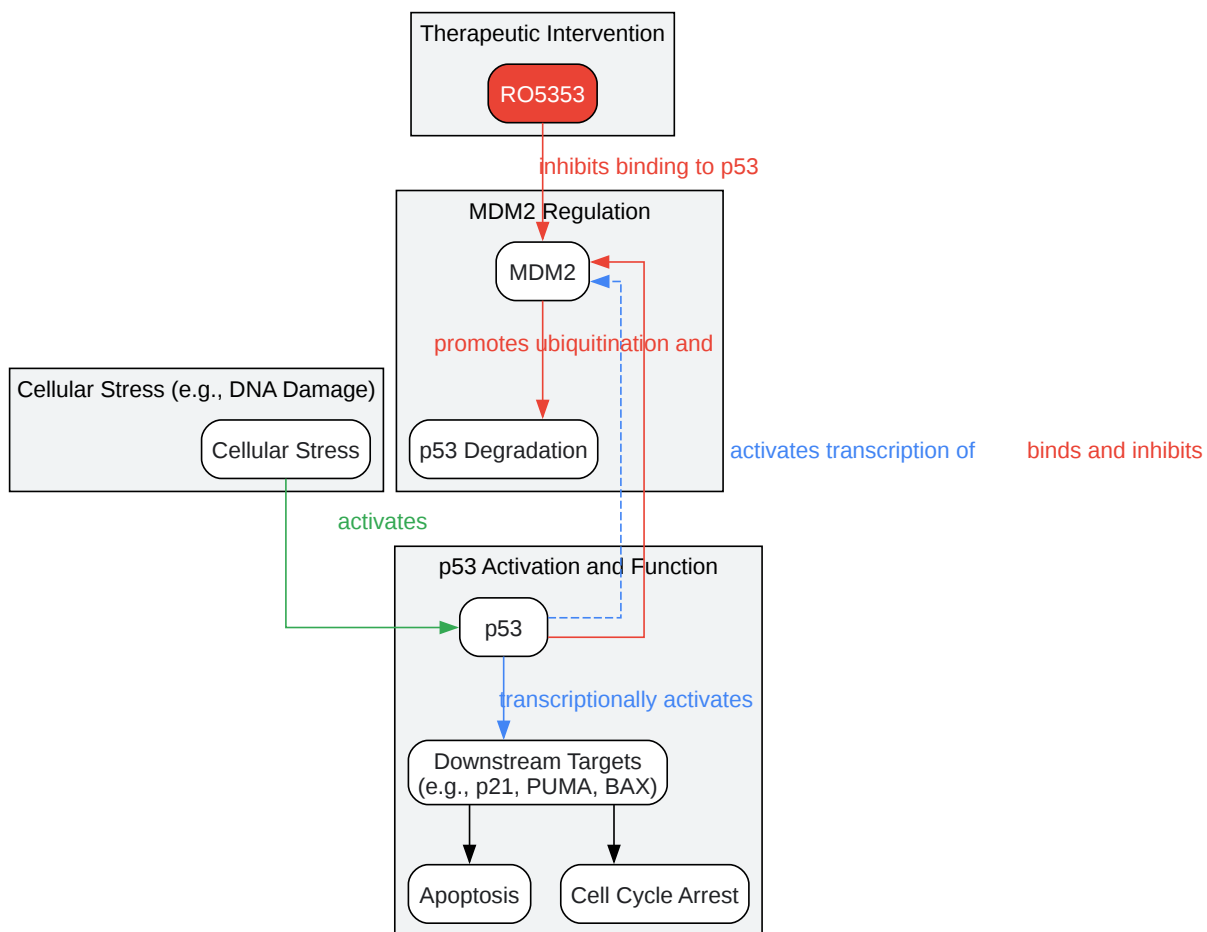 Therapeutic Intervention
RO5353
inhibits binding to p53
MDM2 Regulation
MDM2
promotes ubiquitination and
Cellular Stress (e.g., DNA Damage)
Cellular Stress
p53 Degradation
activates transcription of
binds and inhibits
activates
p53 Activation and Function
p53
transcriptionally activates
Downstream Targets
(e.g., p21, PUMA, BAX)
Apoptosis
Cell Cycle Arrest